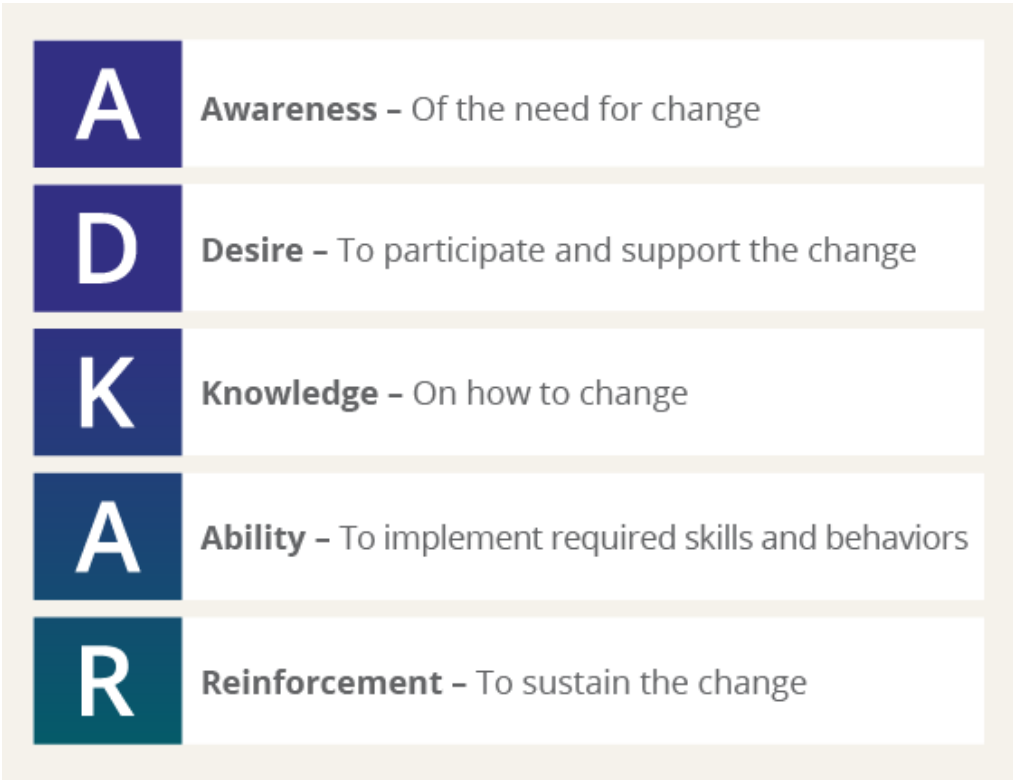 A
Awareness – Of the need for change
D
Desire – To participate and support the change
K
Knowledge – On how to change
A
Ability – To implement required skills and behaviors
R
Reinforcement – To sustain the change